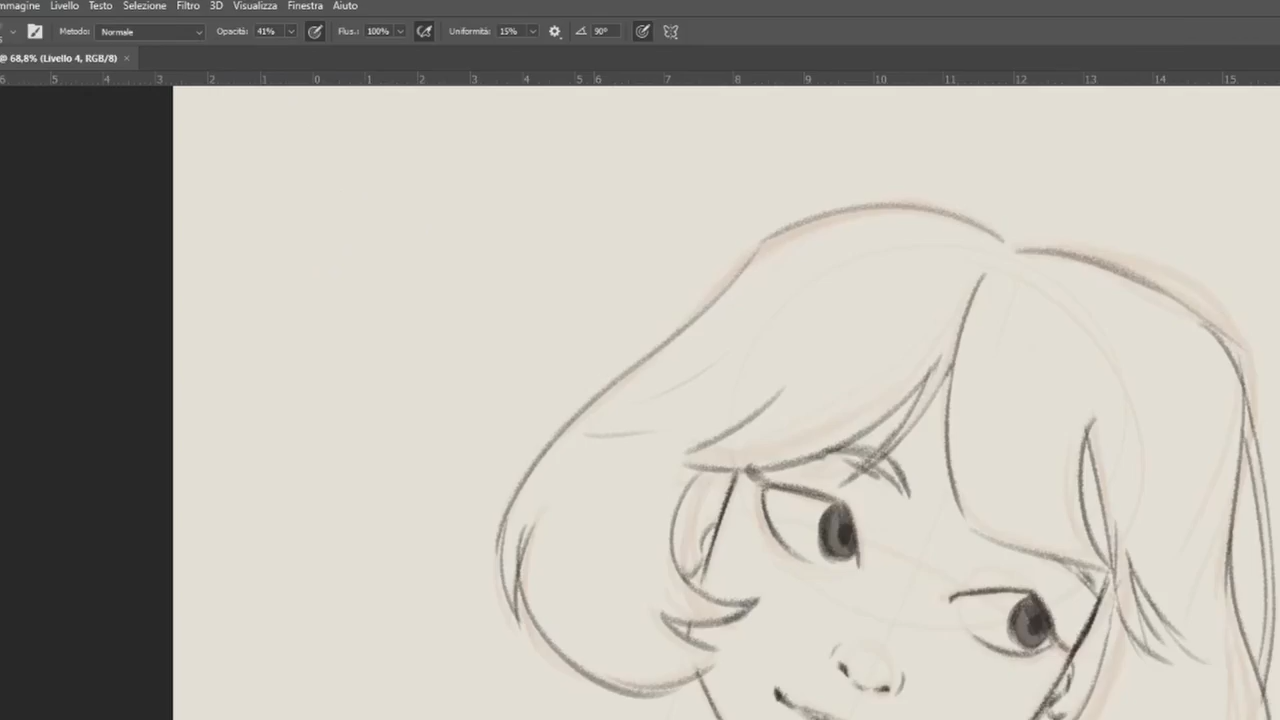 mmagine Livello Testo Selezione Filtro 3D Visualizza Finestra Aiuto
Metodo: Normale Opacità: 41% Flus.: 100% Uniformità: 15% 90°
@ 68,8% (Livello 4, RGB/8) ×
6 5 4 3 2 1 0 1 2 3 4 5 6 7 8 9 10 11 12 13 14 15